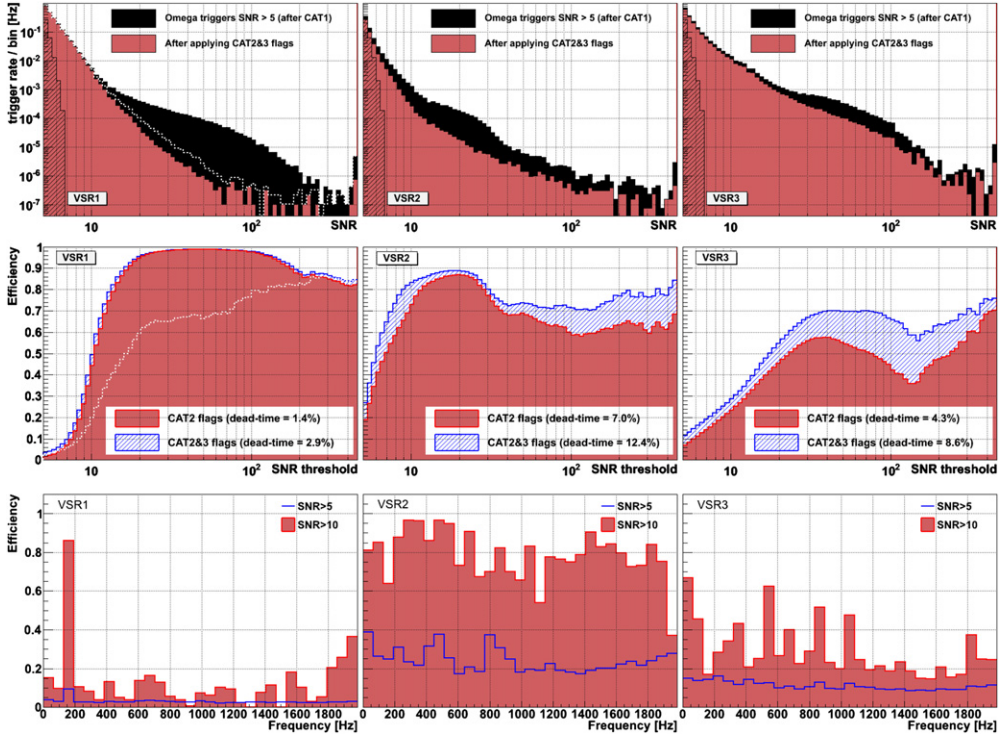 trigger rate / bin [Hz]
10-1
10-2
10-3
10-4
10-5
10-6
10-7
Omega triggers SNR > 5 (after CAT1)
After applying CAT2&3 flags
VSR1
10
10²
SNR
Omega triggers SNR > 5 (after CAT1)
After applying CAT2&3 flags
VSR2
10
10²
SNR
Omega triggers SNR > 5 (after CAT1)
After applying CAT2&3 flags
VSR3
10
10²
SNR
Efficiency
1
0.9
0.8
0.7
0.6
0.5
0.4
0.3
0.2
0.1
0
VSR1
CAT2 flags (dead-time = 1.4%)
CAT2&3 flags (dead-time = 2.9%)
10
10²
SNR threshold
VSR2
CAT2 flags (dead-time = 7.0%)
CAT2&3 flags (dead-time = 12.4%)
10
10²
SNR threshold
VSR3
CAT2 flags (dead-time = 4.3%)
CAT2&3 flags (dead-time = 8.6%)
10
10²
SNR threshold
Efficiency
1
0.8
0.6
0.4
0.2
0
VSR1
SNR>5
SNR>10
0 200 400 600 800 1000 1200 1400 1600 1800
Frequency [Hz]
VSR2
SNR>5
SNR>10
0 200 400 600 800 1000 1200 1400 1600 1800
Frequency [Hz]
VSR3
SNR>5
SNR>10
0 200 400 600 800 1000 1200 1400 1600 1800
Frequency [Hz]